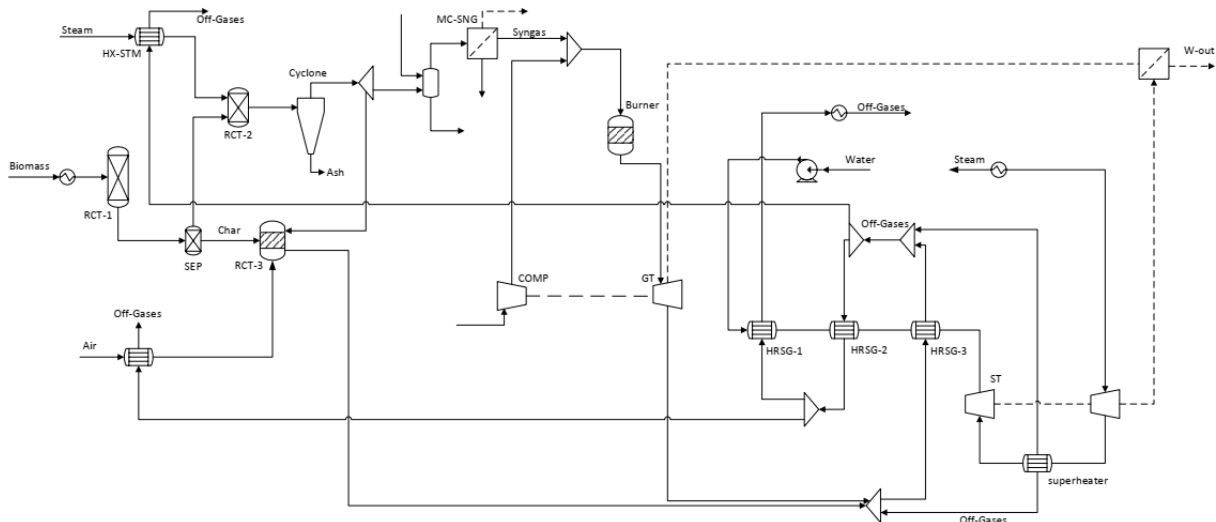 Steam
Off-Gases
HX-STM
MC-SNG
Syngas
W-out
Cyclone
RCT-2
Burner
Off-Gases
Biomass
RCT-1
Ash
Water
Steam
SEP
Char
RCT-3
Off-Gases
COMP
GT
Off-Gases
Air
HRSG-1
HRSG-2
HRSG-3
ST
superheater
Off-Gases